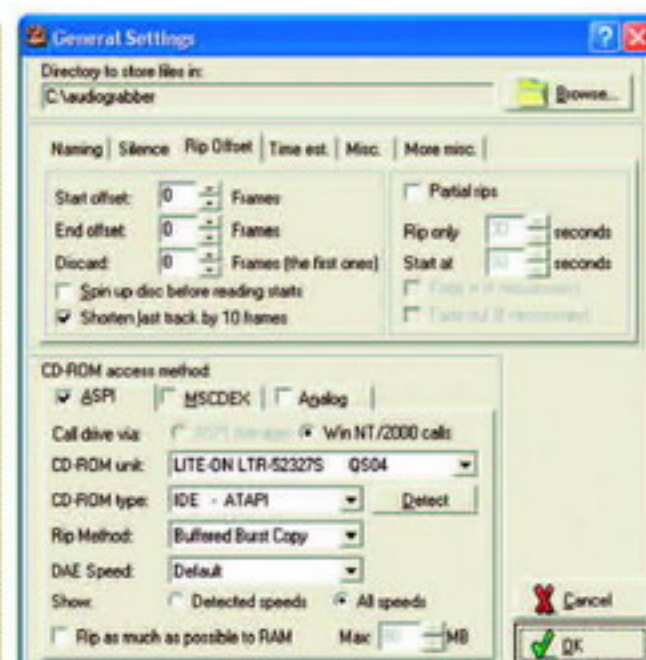 General Settings
Directory to store files in:
C:\audiograbber
Browse...
Naming Silence Rip Offset Time est. Misc. More misc.
Start offset: 0 Frames
End offset: 0 Frames
Discard: 0 Frames (the first ones)
Spin up disc before reading starts
Shorten last track by 10 frames
Partial rips
Rip only seconds
Start at seconds
CD-ROM access method
ASPI MSCDEX Analog
Call drive via: Win NT/2000 calls
CD-ROM unit: LITE-ON LTR-52327S QS04
CD-ROM type: IDE - ATAPI Detect
Rip Method: Buffered Burst Copy
DAE Speed: Default
Show: Detected speeds All speeds
Rip as much as possible to RAM Max: MB
Cancel
OK